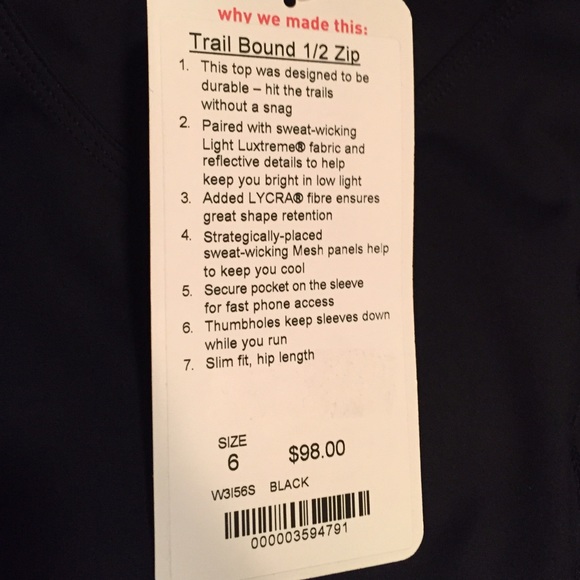 why we made this:
Trail Bound 1/2 Zip
1. This top was designed to be
durable – hit the trails
without a snag
2. Paired with sweat-wicking
Light Luxtreme® fabric and
reflective details to help
keep you bright in low light
3. Added LYCRA® fibre ensures
great shape retention
4. Strategically-placed
sweat-wicking Mesh panels help
to keep you cool
5. Secure pocket on the sleeve
for fast phone access
6. Thumbholes keep sleeves down
while you run
7. Slim fit, hip length
SIZE
6 $98.00
W3I56S BLACK
000003594791